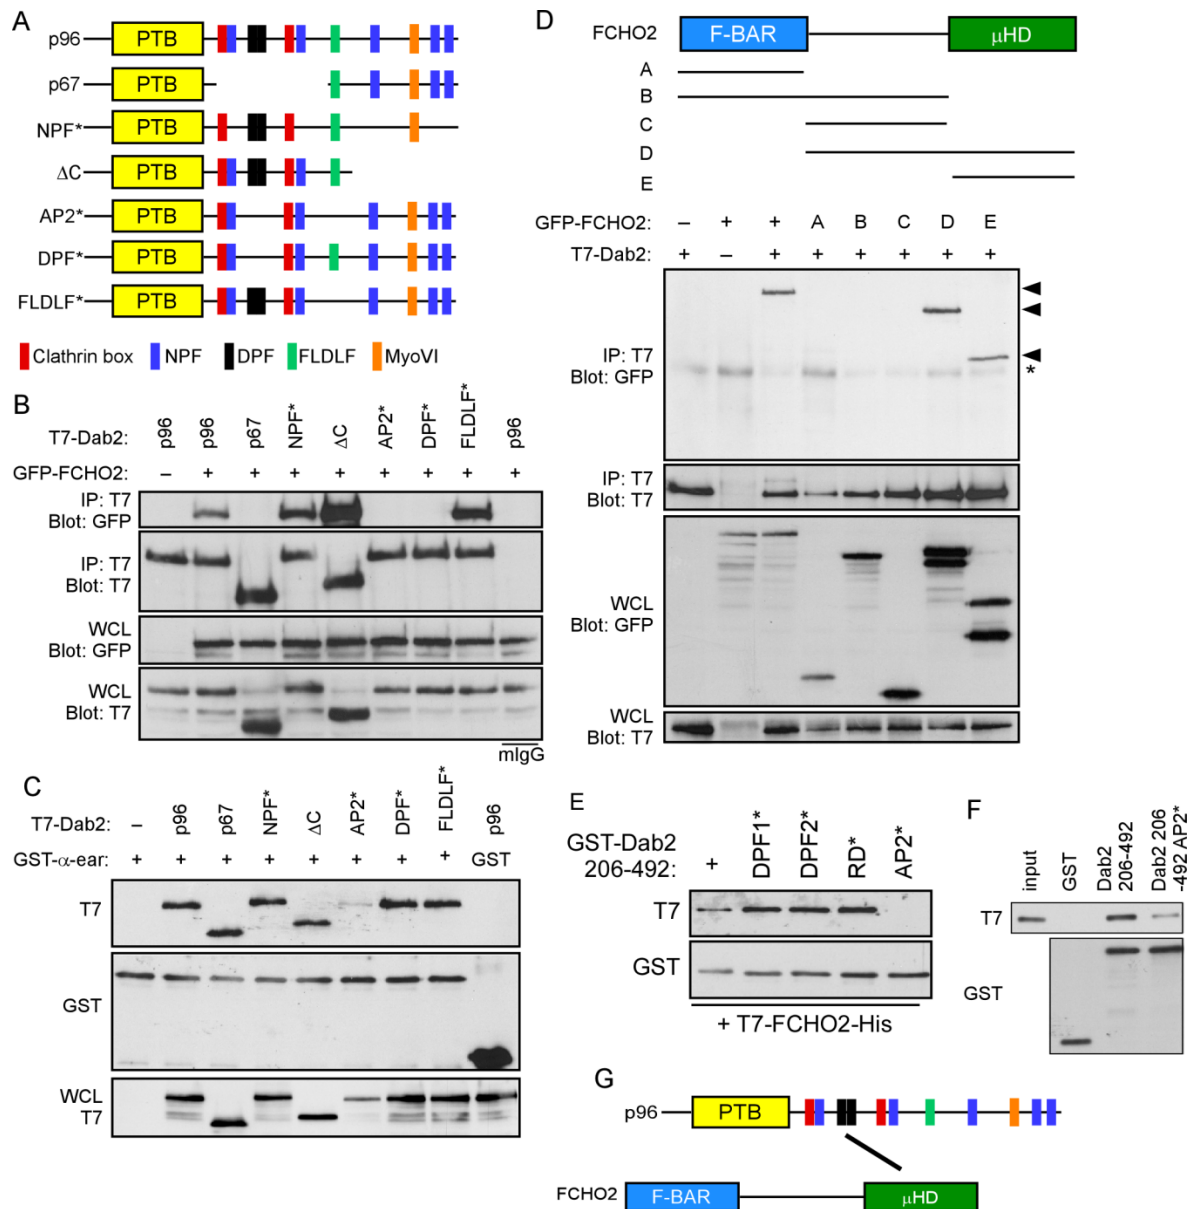 A
p96 PTB
p67 PTB
NPF* PTB
ΔC PTB
AP2* PTB
DPF* PTB
FLDLF* PTB
Clathrin box NPF DPF FLDLF MyoVI
B
T7-Dab2: p96 p96 p67 NPF* ΔC AP2* DPF* FLDLF* p96
GFP-FCHO2: – + + + + + + + +
IP: T7
Blot: GFP
IP: T7
Blot: T7
WCL
Blot: GFP
WCL
Blot: T7
mIgG
C
T7-Dab2: – p96 p67 NPF* ΔC AP2* DPF* FLDLF* p96
GST-α-ear: + + + + + + + + GST
T7
GST
WCL
T7
D
FCHO2 F-BAR μHD
A
B
C
D
E
GFP-FCHO2: – + + A B C D E
T7-Dab2: + – + + + + + +
IP: T7
Blot: GFP
*
IP: T7
Blot: T7
WCL
Blot: GFP
WCL
Blot: T7
E
GST-Dab2
206-492: + DPF1* DPF2* RD* AP2*
T7
GST
+ T7-FCHO2-His
F
input GST Dab2 206-492 Dab2 206 -492 AP2*
T7
GST
G
p96 PTB
FCHO2 F-BAR μHD